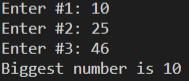 Enter #1: 10
Enter #2: 25
Enter #3: 46
Biggest number is 10